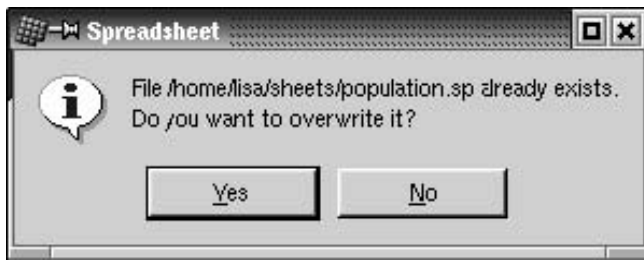 Spreadsheet
File /home/lisa/sheets/population.sp already exists.
Do you want to overwrite it?
Yes
No